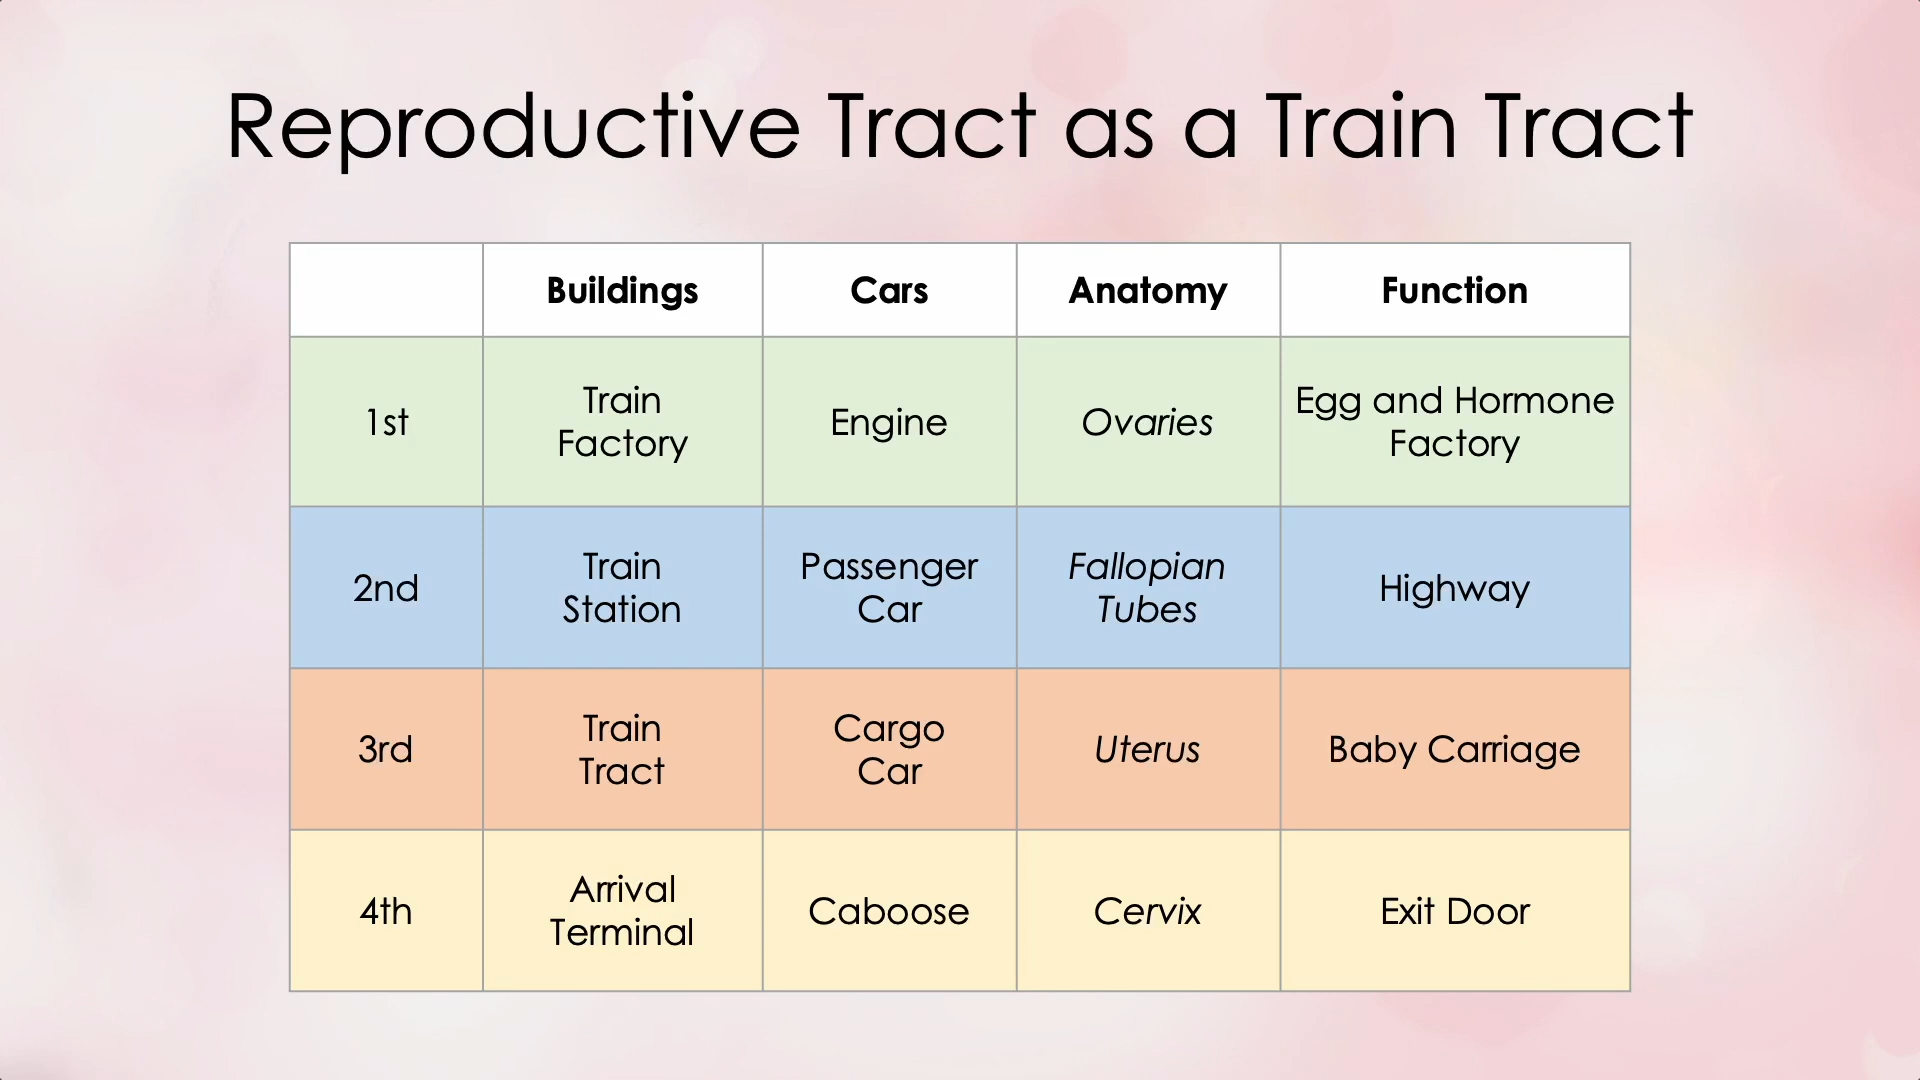 Reproductive Tract as a Train Tract
Buildings
Cars
Anatomy
Function
1st
Train
Factory
Engine
Ovaries
Egg and Hormone
Factory
2nd
Train
Station
Passenger
Car
Fallopian
Tubes
Highway
3rd
Train
Tract
Cargo
Car
Uterus
Baby Carriage
4th
Arrival
Terminal
Caboose
Cervix
Exit Door